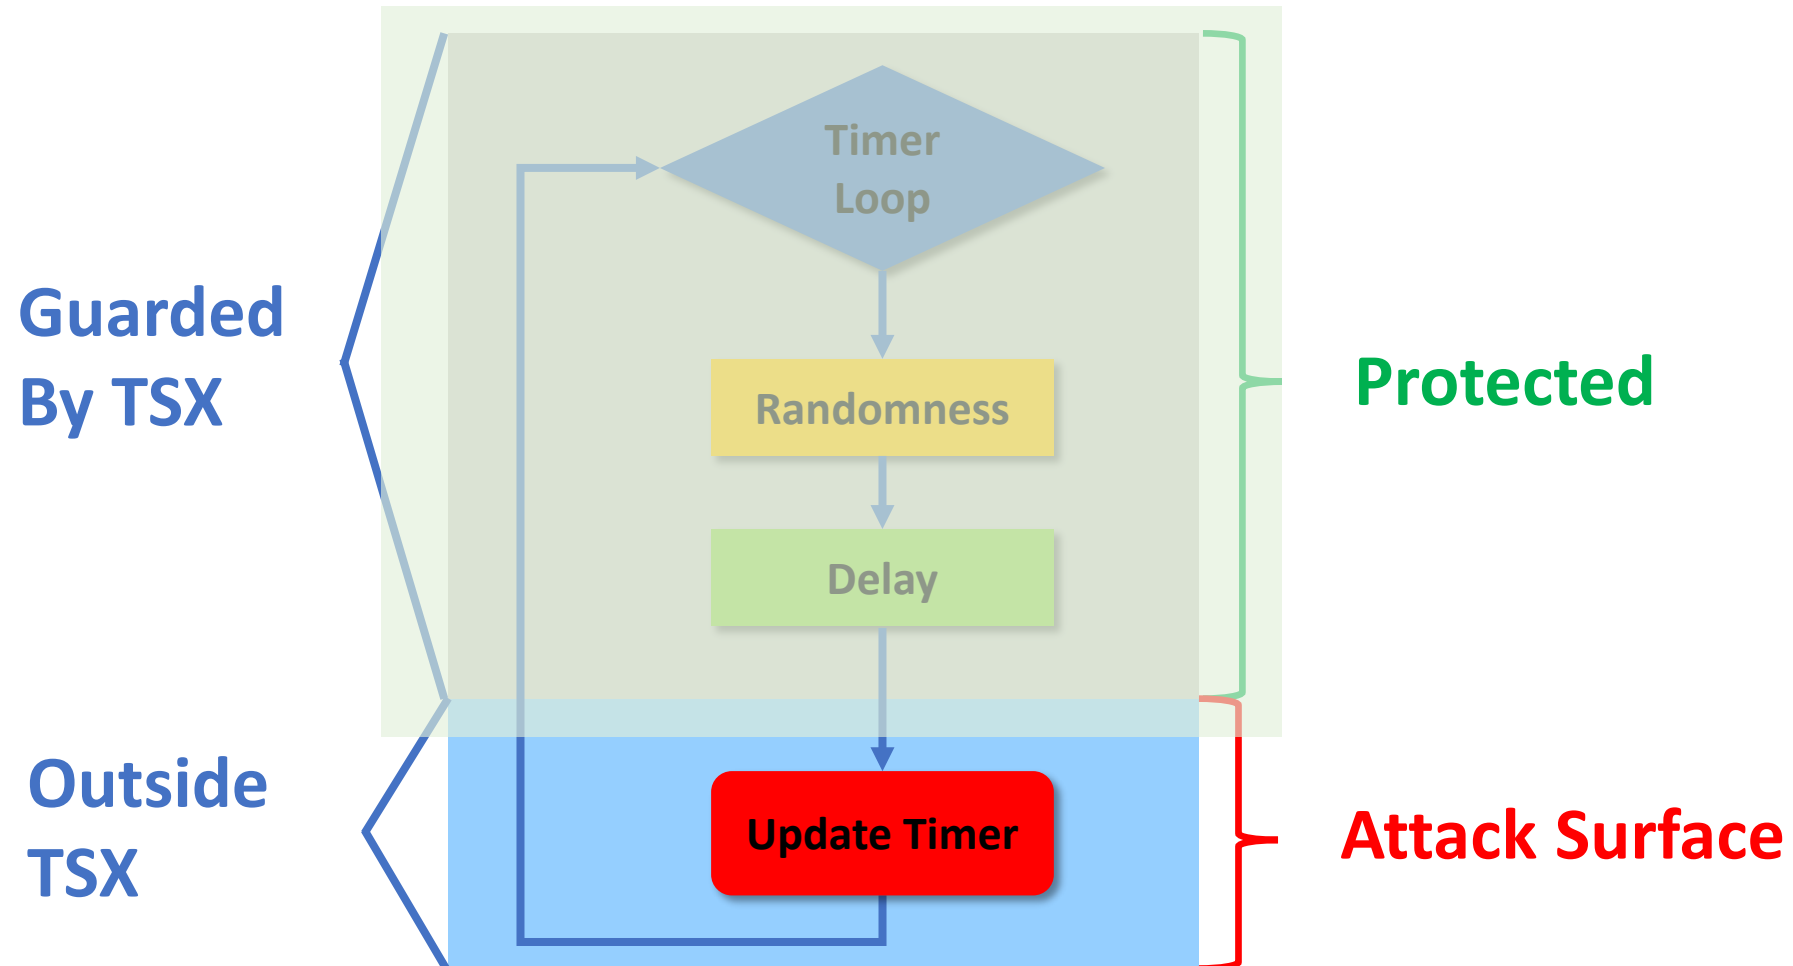 Timer
Loop
Guarded
By TSX
Randomness
Protected
Delay
Outside
TSX
Update Timer
Attack Surface